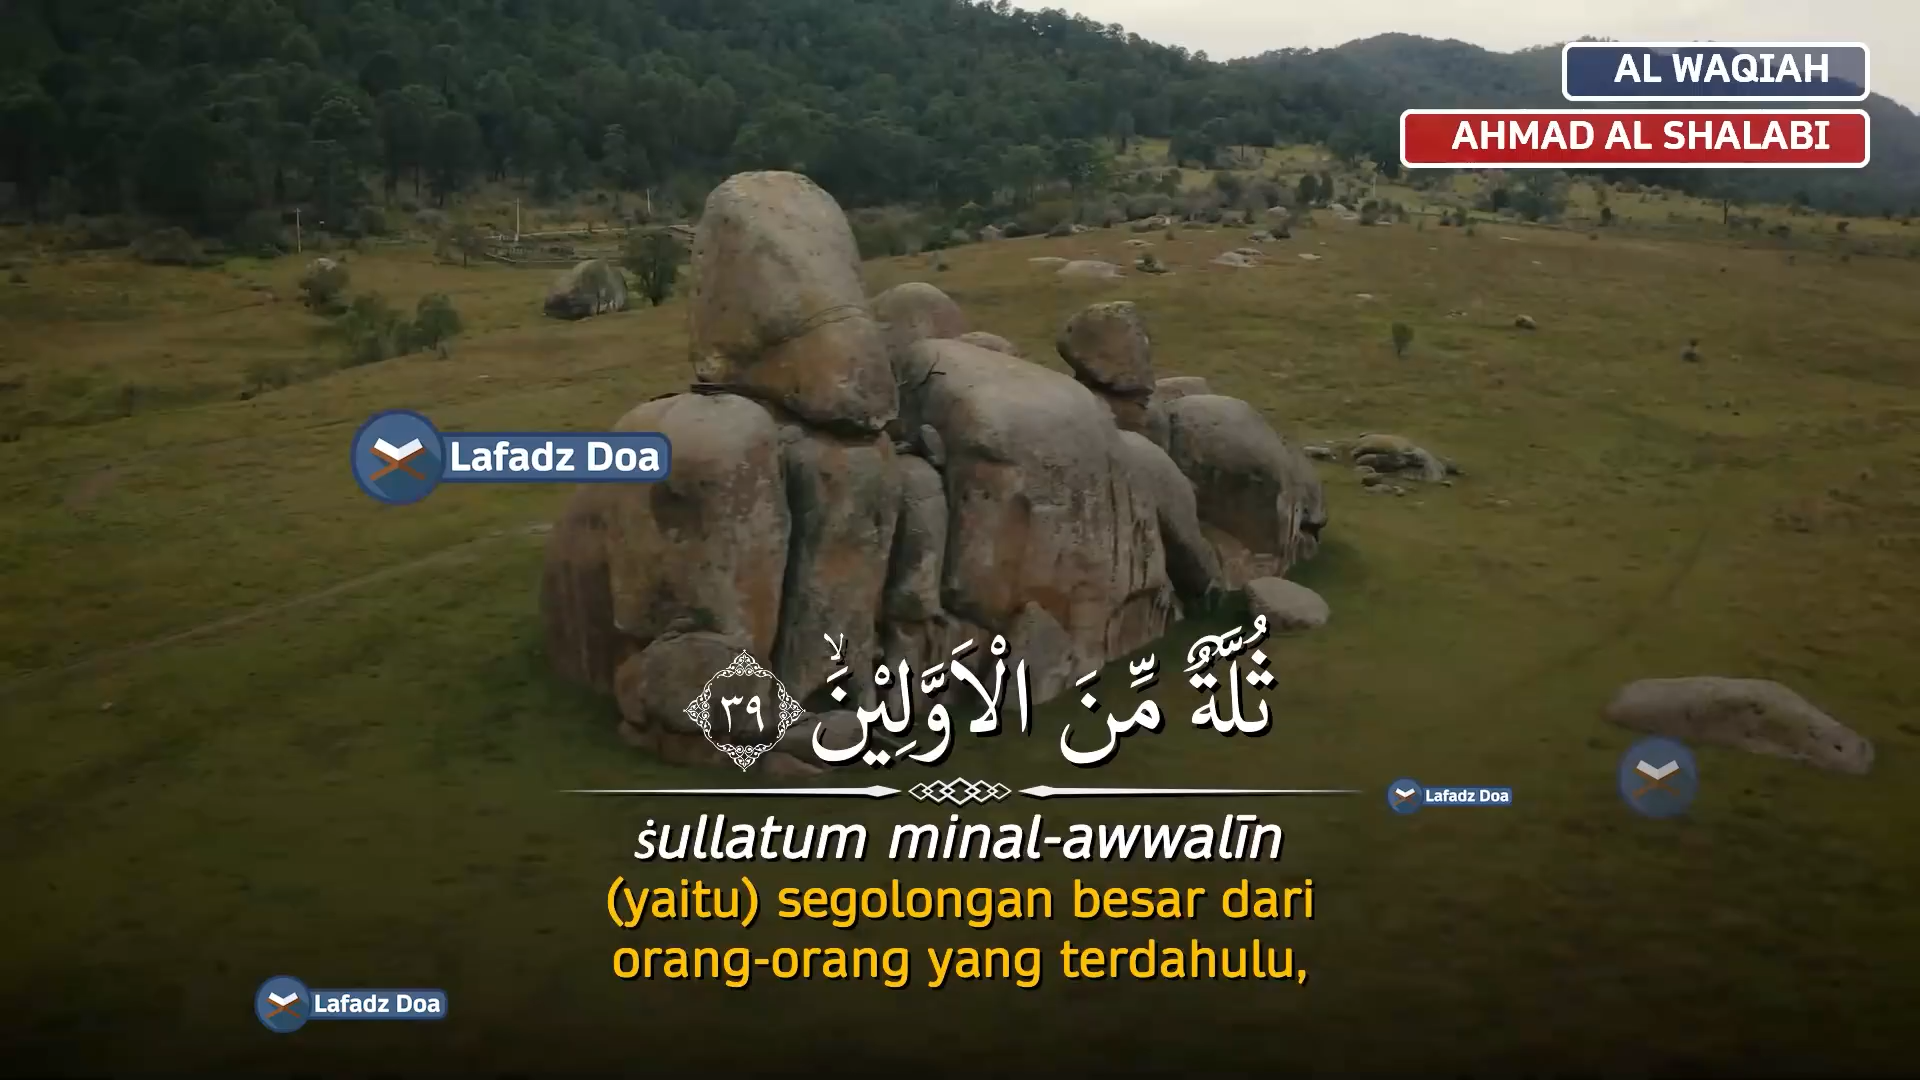 AL WAQIAH
AHMAD AL SHALABI
Lafadz Doa
ثُلَّةٌ مِّنَ الْاَوَّلِيْنَۙ ٣٩
Lafadz Doa
ṡullatum minal-awwalīn
(yaitu) segolongan besar dari
orang-orang yang terdahulu,
Lafadz Doa